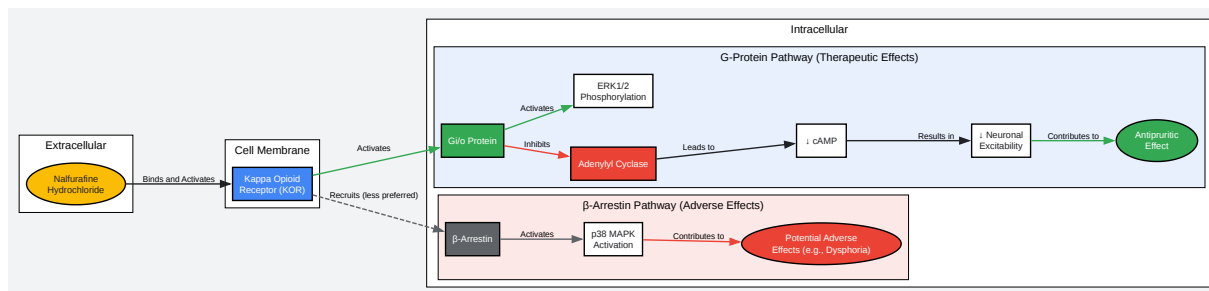 Intracellular
G-Protein Pathway (Therapeutic Effects)
ERK1/2
Phosphorylation
Activates
Gi/o Protein
Inhibits
Adenylyl Cyclase
Leads to
↓ cAMP
Results in
↓ Neuronal
Excitability
Contributes to
Antipruritic
Effect
Extracellular
Nalfurafine
Hydrochloride
Binds and Activates
Cell Membrane
Kappa Opioid
Receptor (KOR)
Activates
Recruits (less preferred)
β-Arrestin Pathway (Adverse Effects)
β-Arrestin
Activates
p38 MAPK
Activation
Contributes to
Potential Adverse
Effects (e.g., Dysphoria)